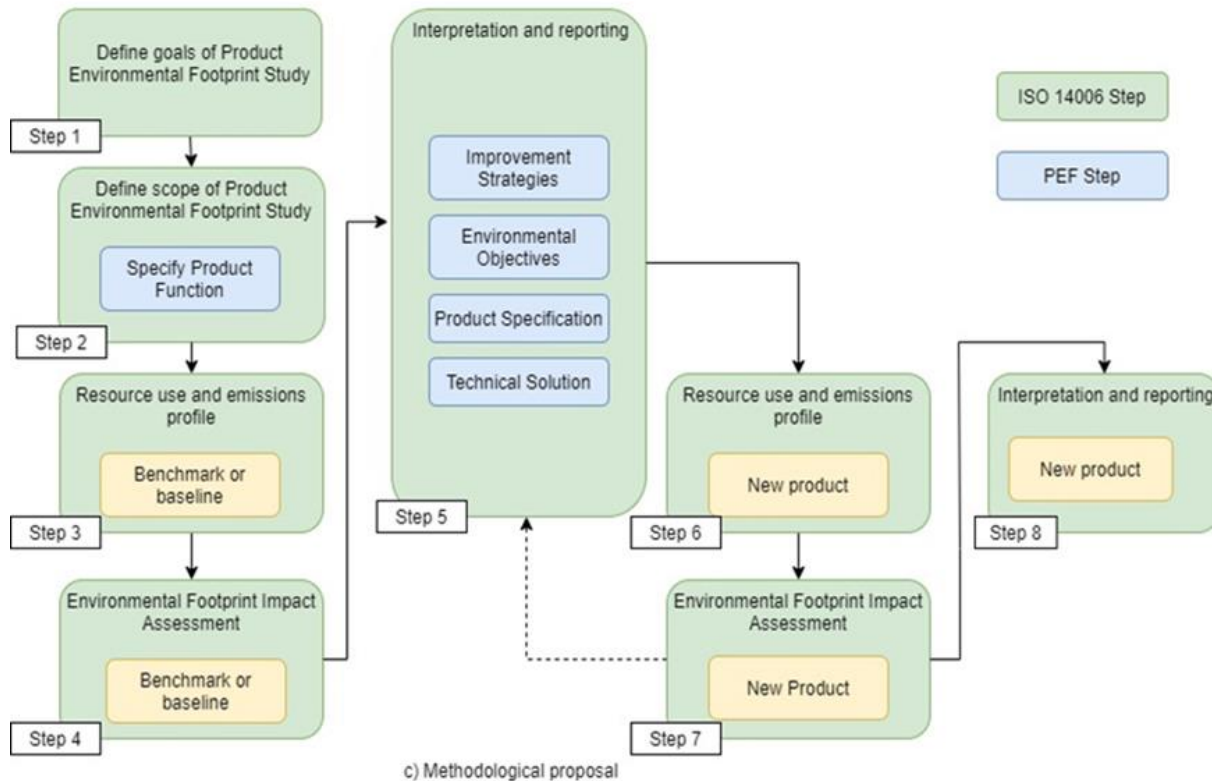 Define goals of Product
Environmental Footprint Study
Step 1
Define scope of Product
Environmental Footprint Study
Specify Product
Function
Step 2
Resource use and emissions
profile
Benchmark or
baseline
Step 3
Environmental Footprint Impact
Assessment
Benchmark or
baseline
Step 4
Interpretation and reporting
Improvement
Strategies
Environmental
Objectives
Product Specification
Technical Solution
Step 5
Resource use and emissions
profile
New product
Step 6
Environmental Footprint Impact
Assessment
New Product
Step 7
Interpretation and reporting
New product
Step 8
ISO 14006 Step
PEF Step
c) Methodological proposal